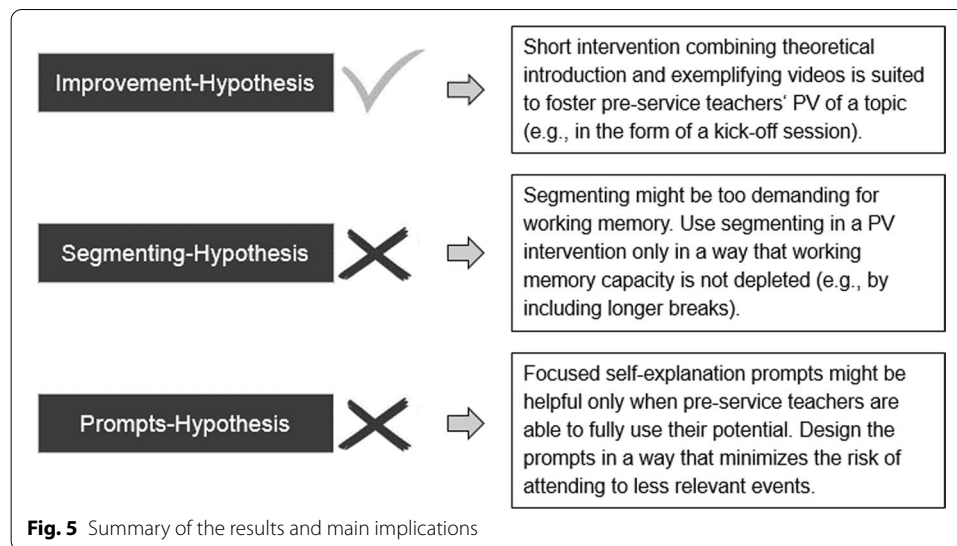 Improvement-Hypothesis
Short intervention combining theoretical
introduction and exemplifying videos is suited
to foster pre-service teachers‘ PV of a topic
(e.g., in the form of a kick-off session).
Segmenting-Hypothesis
Segmenting might be too demanding for
working memory. Use segmenting in a PV
intervention only in a way that working
memory capacity is not depleted (e.g., by
including longer breaks).
Prompts-Hypothesis
Focused self-explanation prompts might be
helpful only when pre-service teachers are
able to fully use their potential. Design the
prompts in a way that minimizes the risk of
attending to less relevant events.
Fig. 5 Summary of the results and main implications